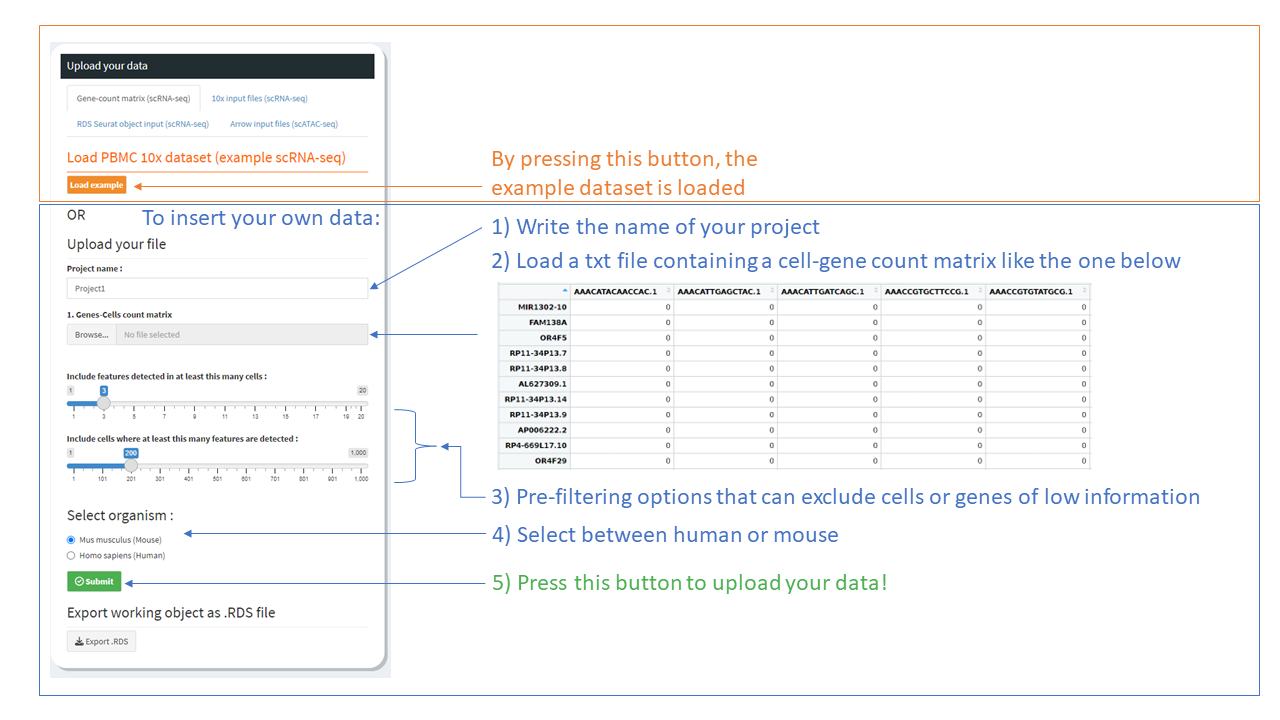 Upload your data
Gene-count matrix (scRNA-seq) 10x input files (scRNA-seq)
RDS Seurat object input (scRNA-seq) Arrow input files (scATAC-seq)
Load PBMC 10x dataset (example scRNA-seq)
Load example
By pressing this button, the
example dataset is loaded
OR
To insert your own data:
Upload your file
Project name :
Project1
1. Genes-Cells count matrix
Browse... No file selected
Include features detected in at least this many cells :
1 3 20
1 3 5 7 9 11 13 15 17 19 20
Include cells where at least this many features are detected :
1 200 1,000
1 101 201 301 401 501 601 701 801 901 1,000
Select organism :
Mus musculus (Mouse)
Homo sapiens (Human)
Submit
Export working object as .RDS file
Export .RDS
1) Write the name of your project
2) Load a txt file containing a cell-gene count matrix like the one below
AAACATACAACCAC.1 AAACATTGAGCTAC.1 AAACATTGATCAGC.1 AAACCGTGCTTCCG.1 AAACCGTGTATGCG.1
MIR1302-10 0 0 0 0 0
FAM138A 0 0 0 0 0
OR4F5 0 0 0 0 0
RP11-34P13.7 0 0 0 0 0
RP11-34P13.8 0 0 0 0 0
AL627309.1 0 0 0 0 0
RP11-34P13.14 0 0 0 0 0
RP11-34P13.9 0 0 0 0 0
AP006222.2 0 0 0 0 0
RP4-669L17.10 0 0 0 0 0
OR4F29 0 0 0 0 0
3) Pre-filtering options that can exclude cells or genes of low information
4) Select between human or mouse
5) Press this button to upload your data!